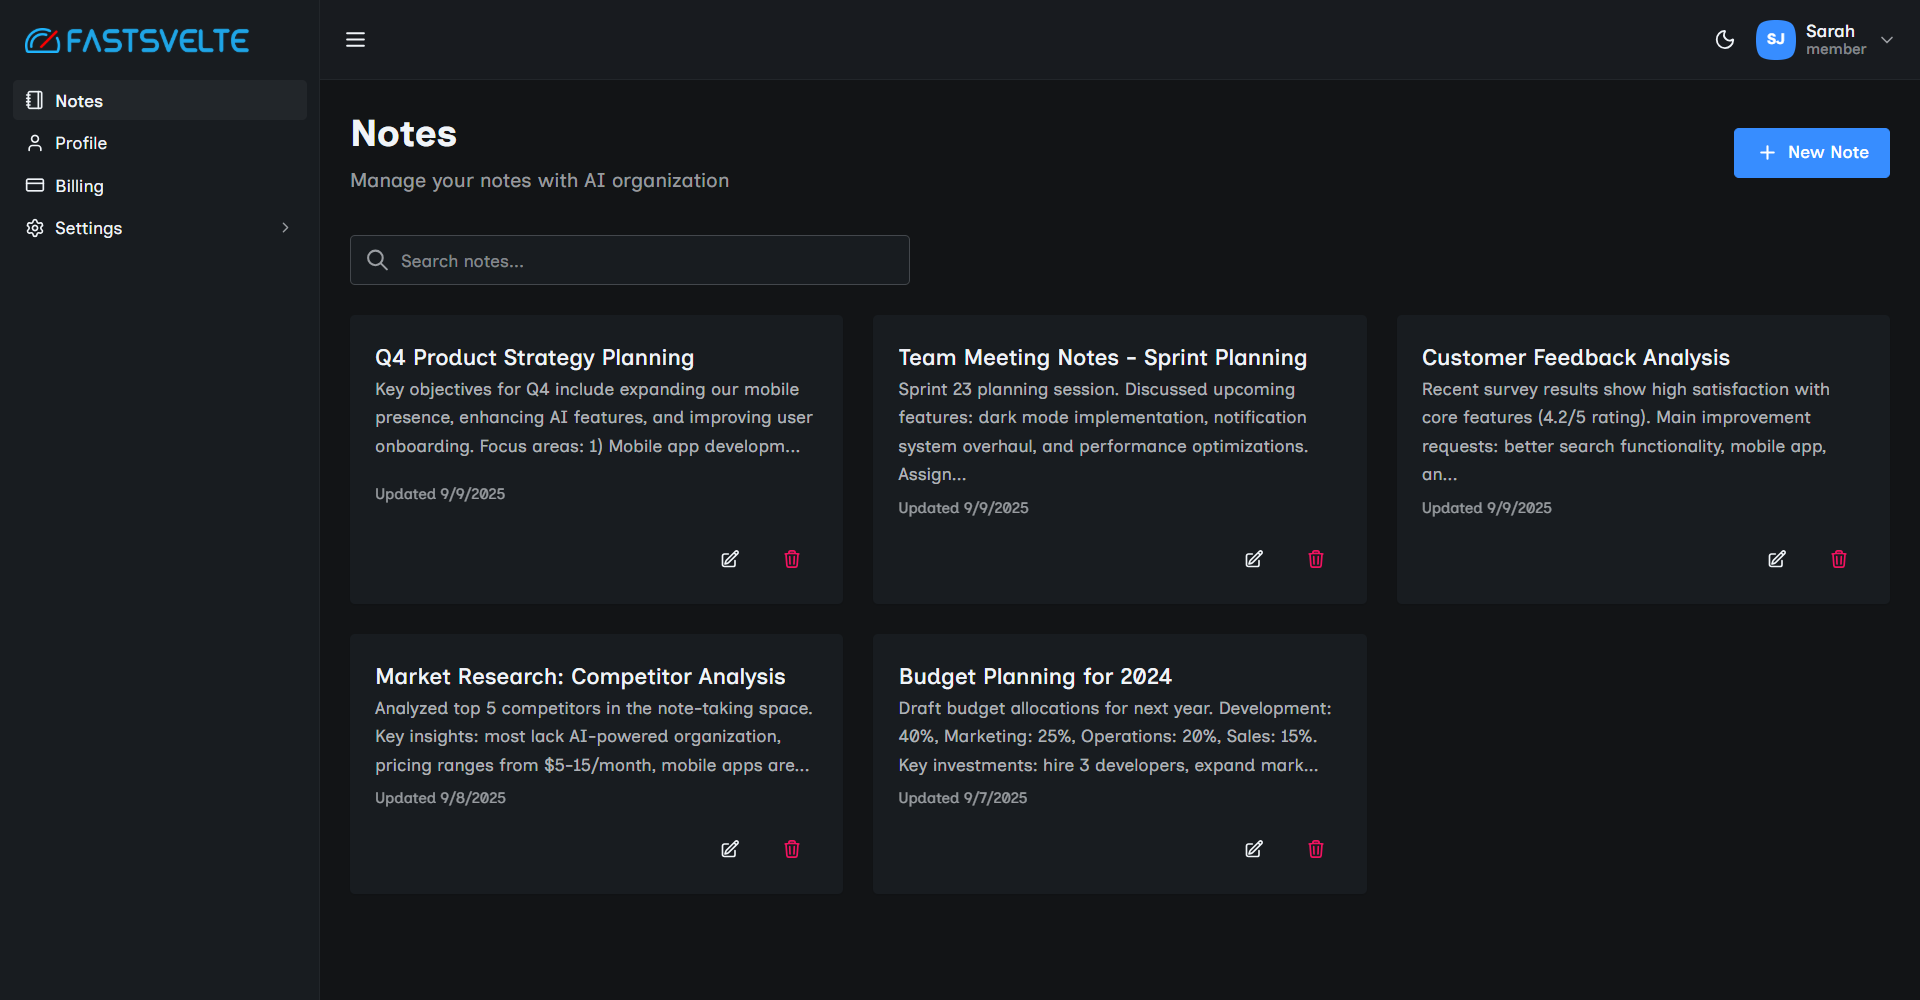 FASTSVELTE
Notes
Profile
Billing
Settings
SJ
Sarah
member
Notes
Manage your notes with AI organization
New Note
Search notes...
Q4 Product Strategy Planning
Key objectives for Q4 include expanding our mobile
presence, enhancing AI features, and improving user
onboarding. Focus areas: 1) Mobile app developm...
Updated 9/9/2025
Team Meeting Notes - Sprint Planning
Sprint 23 planning session. Discussed upcoming
features: dark mode implementation, notification
system overhaul, and performance optimizations.
Assign...
Updated 9/9/2025
Customer Feedback Analysis
Recent survey results show high satisfaction with
core features (4.2/5 rating). Main improvement
requests: better search functionality, mobile app,
an...
Updated 9/9/2025
Market Research: Competitor Analysis
Analyzed top 5 competitors in the note-taking space.
Key insights: most lack AI-powered organization,
pricing ranges from $5-15/month, mobile apps are...
Updated 9/8/2025
Budget Planning for 2024
Draft budget allocations for next year. Development:
40%, Marketing: 25%, Operations: 20%, Sales: 15%.
Key investments: hire 3 developers, expand mark...
Updated 9/7/2025